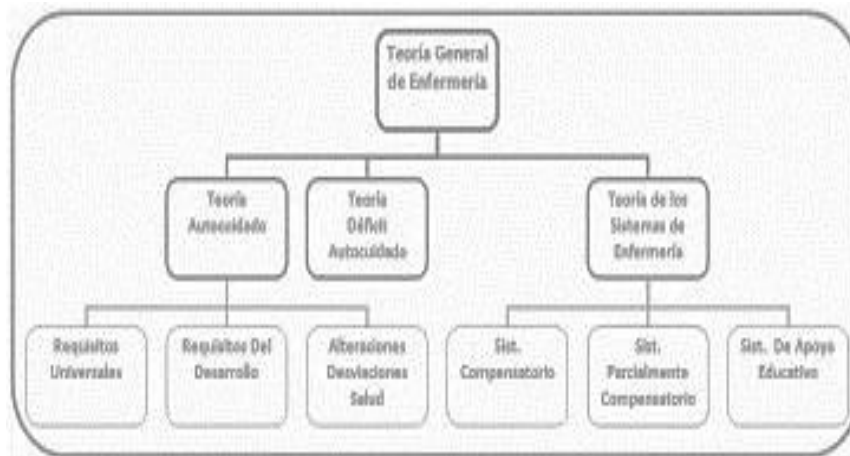 Teoría General
de Enfermería
Teoría
Autocuidado
Teoría
Déficit
Autocuidado
Teoría de los
Sistemas de
Enfermería
Requisitos
Universales
Requisitos Del
Desarrollo
Alteraciones
Desviaciones
Salud
Sist.
Compensatorio
Sist.
Parcialmente
Compensatorio
Sist. De Apoyo
Educativo